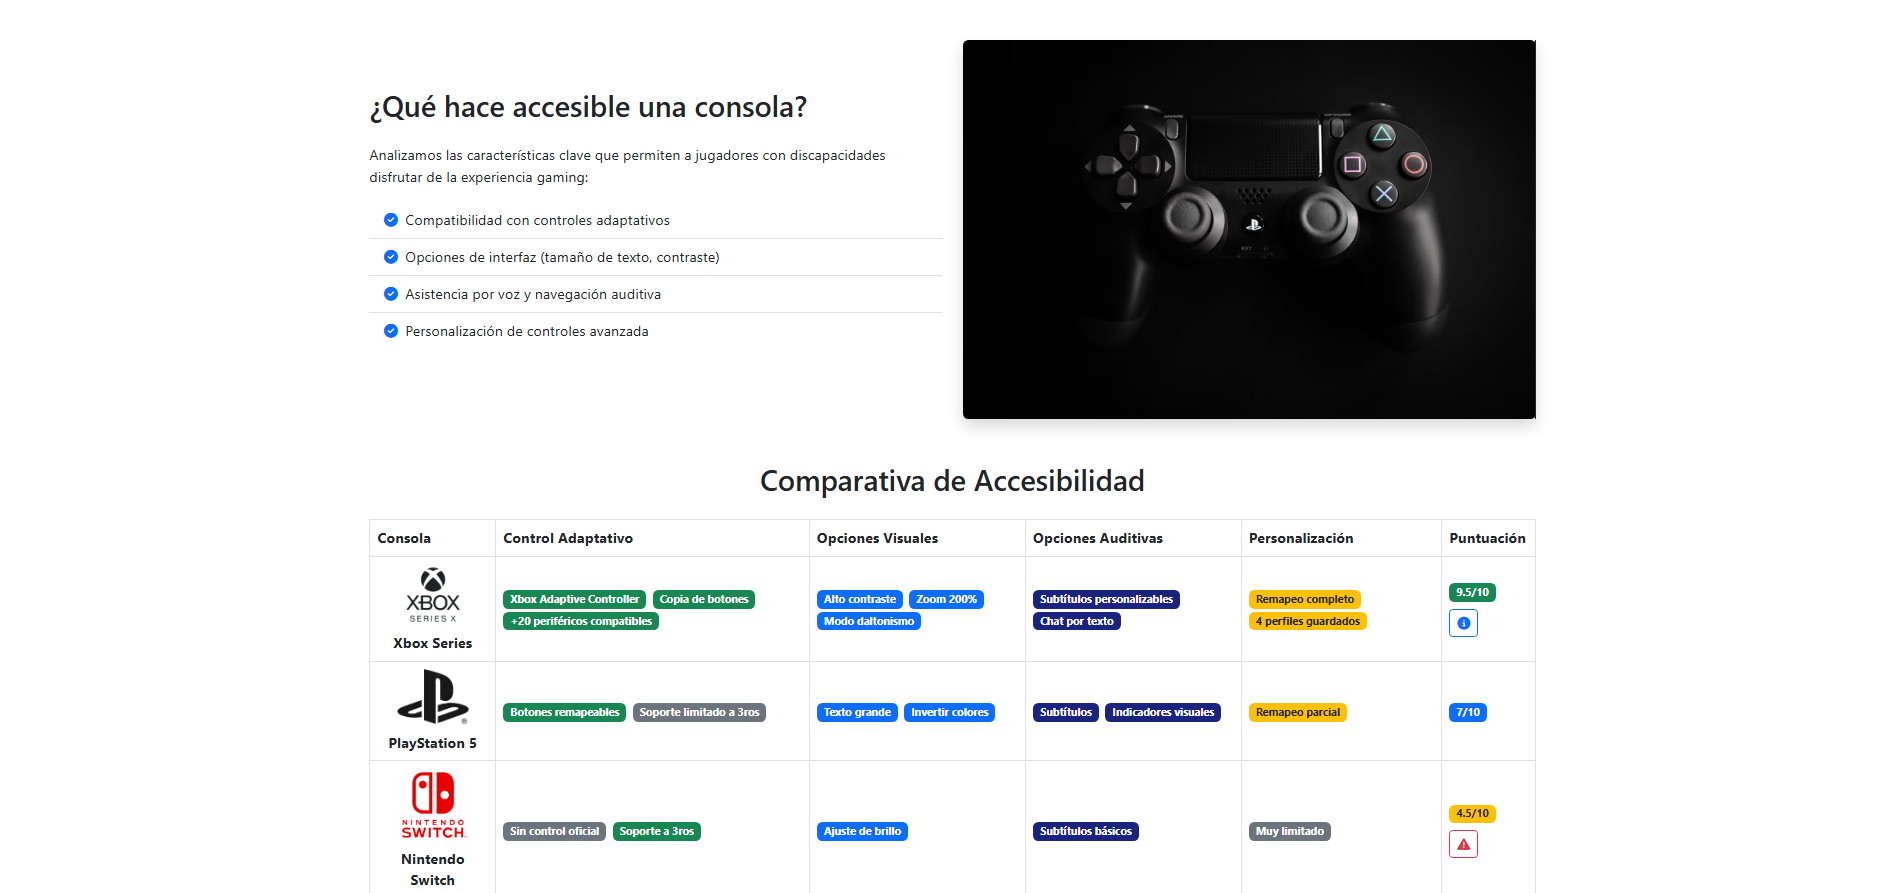 ¿Qué hace accesible una consola?
Analizamos las características clave que permiten a jugadores con discapacidades
disfrutar de la experiencia gaming:
Compatibilidad con controles adaptativos
Opciones de interfaz (tamaño de texto, contraste)
Asistencia por voz y navegación auditiva
Personalización de controles avanzada
Comparativa de Accesibilidad
Consola Control Adaptativo Opciones Visuales Opciones Auditivas Personalización Puntuación
XBOX
SERIES X
Xbox Series
Xbox Adaptive Controller Copia de botones
+20 periféricos compatibles
Alto contraste Zoom 200%
Modo daltonismo
Subtítulos personalizables
Chat por texto
Remapeo completo
4 perfiles guardados
9.5/10
PlayStation 5
Botones remapeables Soporte limitado a 3ros
Texto grande Invertir colores
Subtítulos Indicadores visuales
Remapeo parcial
7/10
NINTENDO
SWITCH
Nintendo
Switch
Sin control oficial Soporte a 3ros
Ajuste de brillo
Subtítulos básicos
Muy limitado
4.5/10